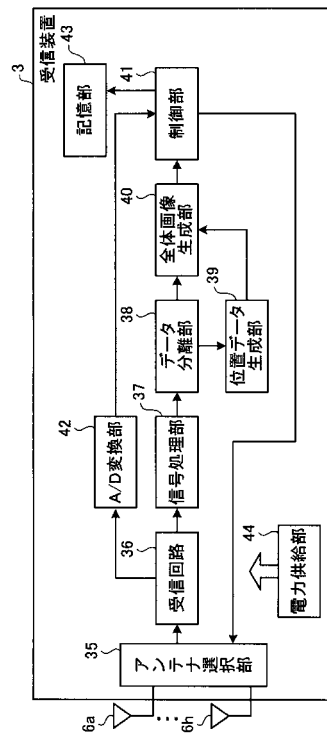 3
受信装置
43
記憶部
41
制御部
40
全体画像
生成部
39
位置データ
生成部
38
データ
分離部
37
信号処理部
42
A/D変換部
36
受信回路
44
電力供給部
35
アンテナ選択部
6a
6h